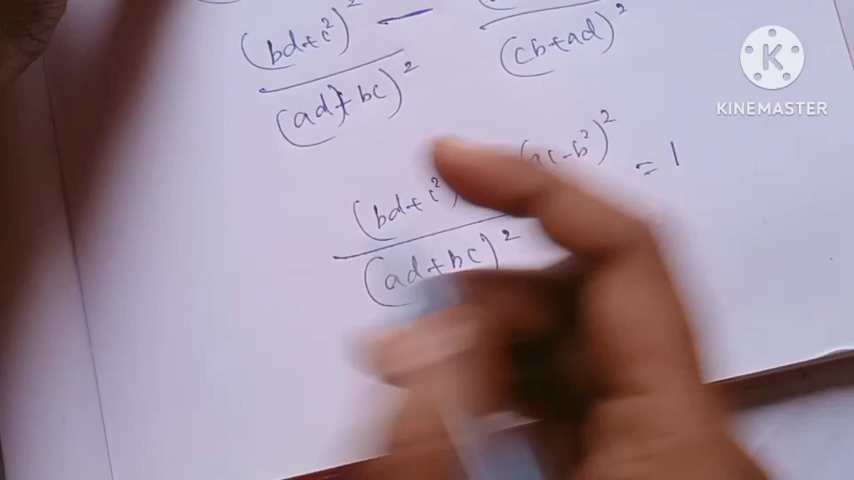 (bd+c²)² −
(ad+bc)² (cb+ad)²
KINEMASTER
(bd+c² (ac-b²)² = 1
(ad+bc)²